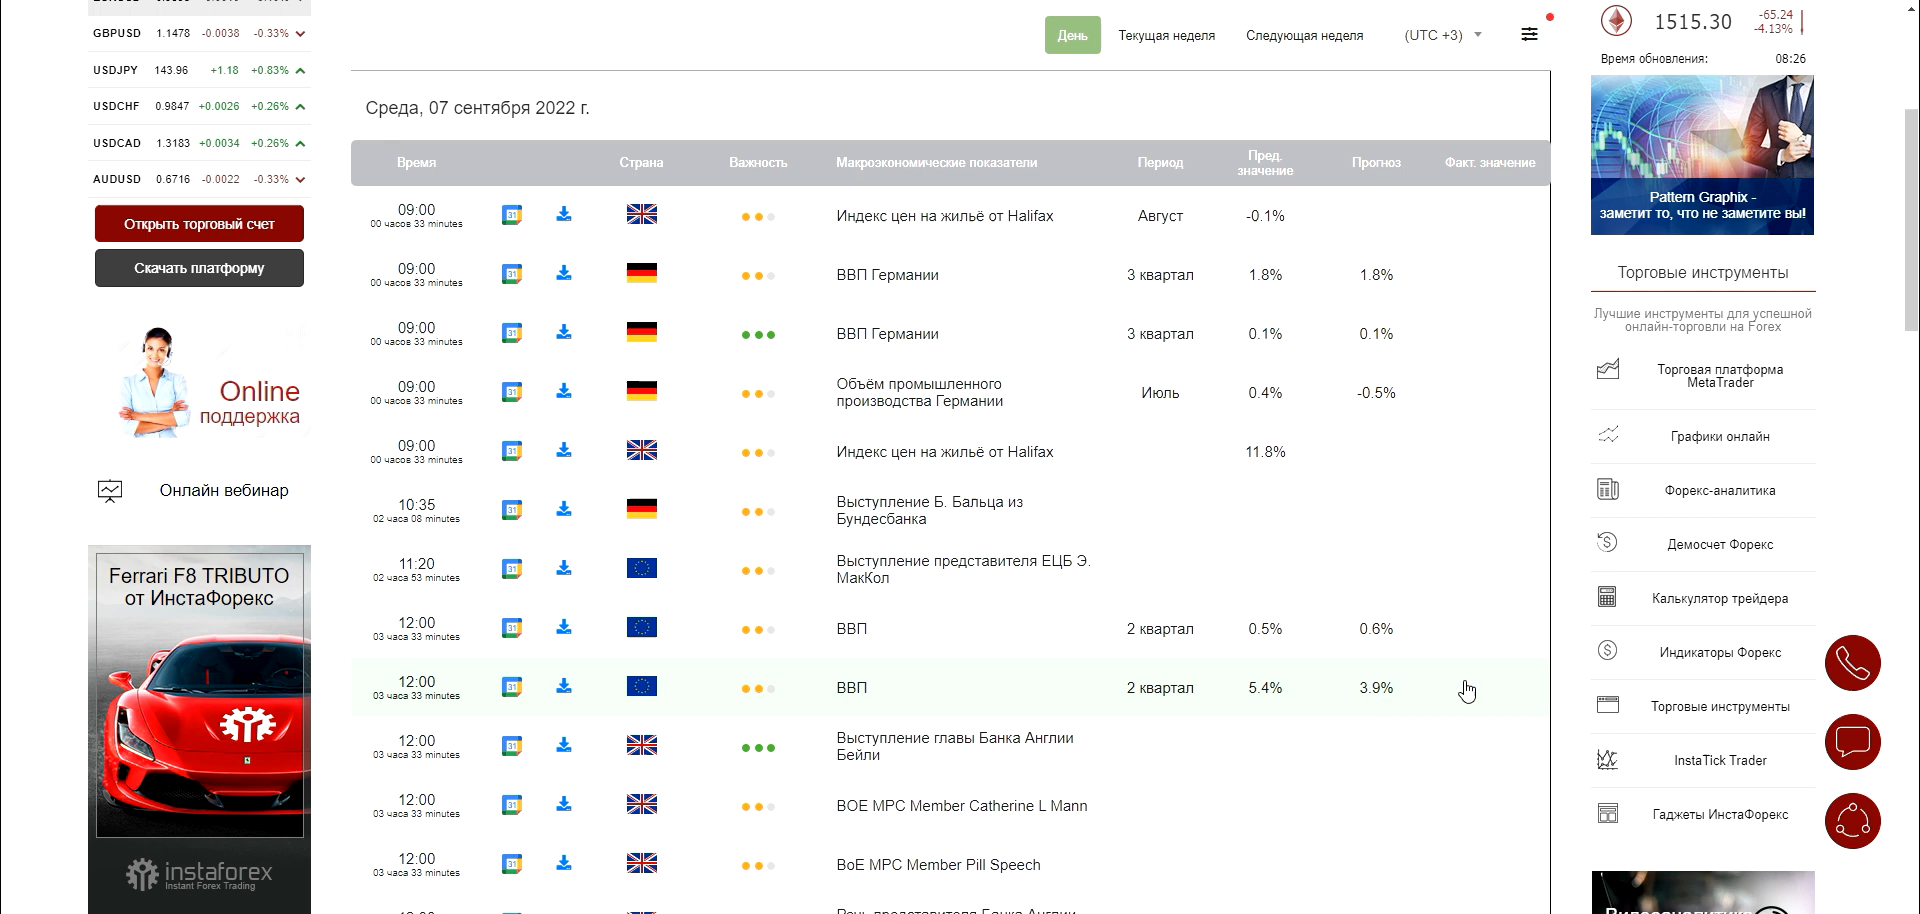 GBPUSD 1.1478 -0.0038 -0.33%
USDJPY 143.96 +1.18 +0.83%
USDCHF 0.9847 +0.0026 +0.26%
USDCAD 1.3183 +0.0034 +0.26%
AUDUSD 0.6716 -0.0022 -0.33%
Открыть торговый счет
Скачать платформу
Online
поддержка
Онлайн вебинар
Ferrari F8 TRIBUTO
от ИнстаФорекс
instaforex
Instant Forex Trading
День Текущая неделя Следующая неделя (UTC +3)
Среда, 07 сентября 2022 г.
Время Страна Важность Макроэкономические показатели Период Пред. значение Прогноз Факт. значение
09:00 Индекс цен на жильё от Halifax Август -0.1%
00 часов 33 minutes
31
09:00 ВВП Германии 3 квартал 1.8% 1.8%
00 часов 33 minutes
31
09:00 ВВП Германии 3 квартал 0.1% 0.1%
00 часов 33 minutes
31
09:00 Объём промышленного
производства Германии Июль 0.4% -0.5%
00 часов 33 minutes
31
09:00 Индекс цен на жильё от Halifax 11.8%
00 часов 33 minutes
31
10:35 Выступление Б. Бальца из
Бундесбанка
02 часа 08 minutes
31
11:20 Выступление представителя ЕЦБ Э.
МакКол
02 часа 53 minutes
31
12:00 ВВП 2 квартал 0.5% 0.6%
03 часа 33 minutes
31
12:00 ВВП 2 квартал 5.4% 3.9%
03 часа 33 minutes
31
12:00 Выступление главы Банка Англии
Бейли
03 часа 33 minutes
31
12:00 BOE MPC Member Catherine L Mann
03 часа 33 minutes
31
12:00 BoE MPC Member Pill Speech
03 часа 33 minutes
31
1515.30 -65.24
-4.13%
Время обновления: 08:26
Pattern Graphix -
заметит то, что не заметите вы!
Торговые инструменты
Лучшие инструменты для успешной
онлайн-торговли на Forex
Торговая платформа
MetaTrader
Графики онлайн
Форекс-аналитика
Демосчет Форекс
Калькулятор трейдера
Индикаторы Форекс
Торговые инструменты
InstaTick Trader
Гаджеты ИнстаФорекс